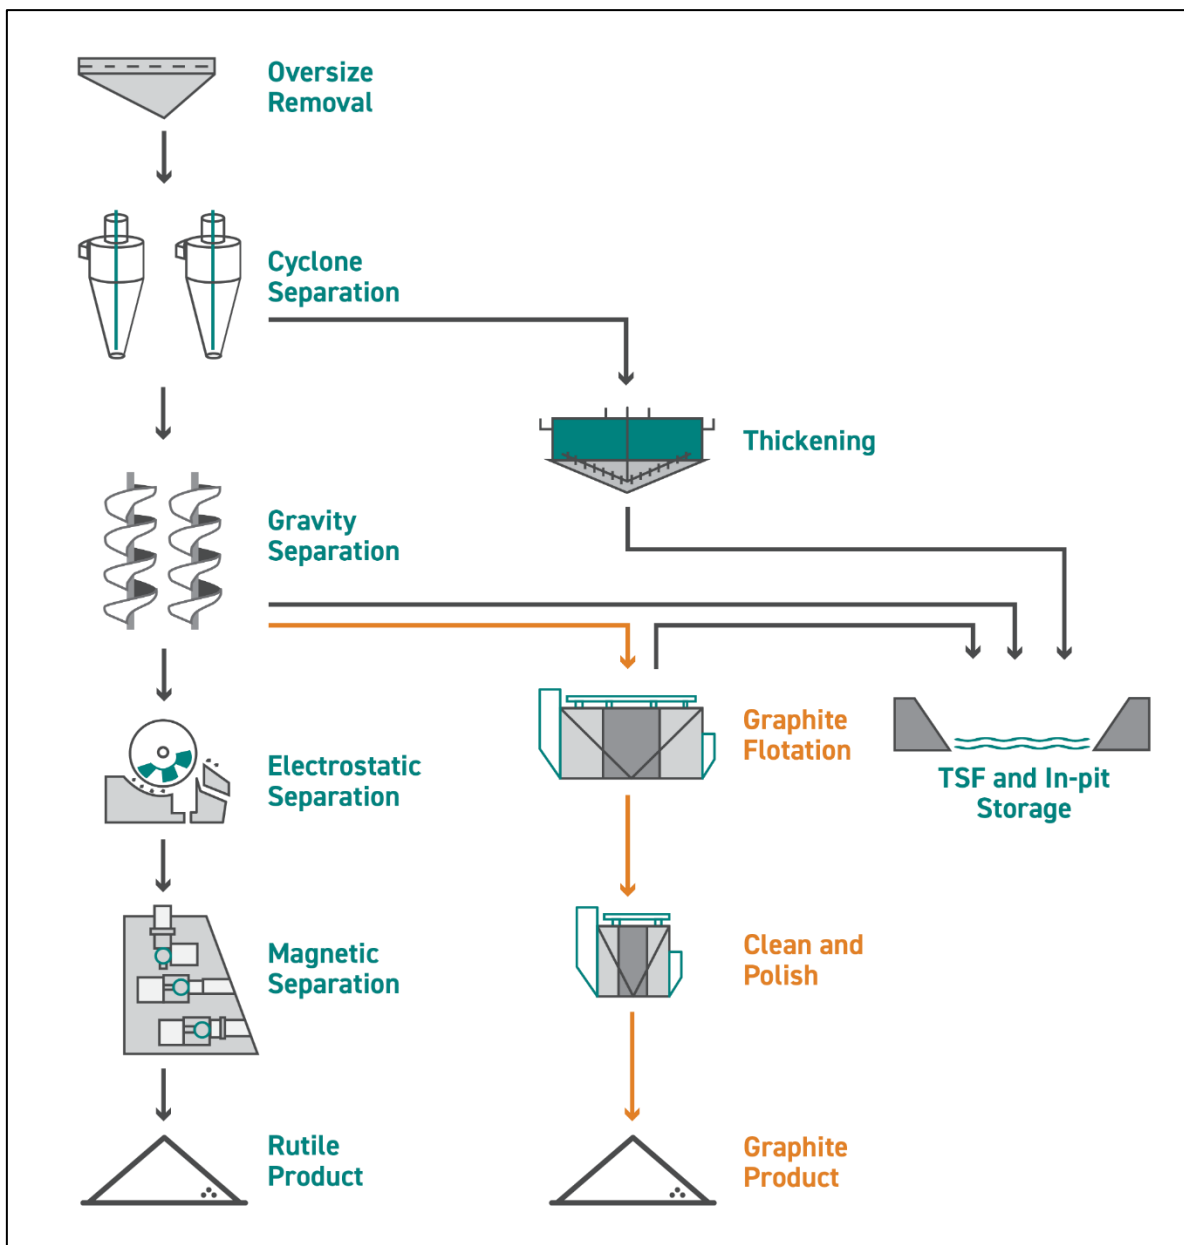 Oversize
Removal
Cyclone
Separation
Thickening
Gravity
Separation
Graphite
Flotation
TSF and In-pit
Storage
Electrostatic
Separation
Clean and
Polish
Magnetic
Separation
Rutile
Product
Graphite
Product